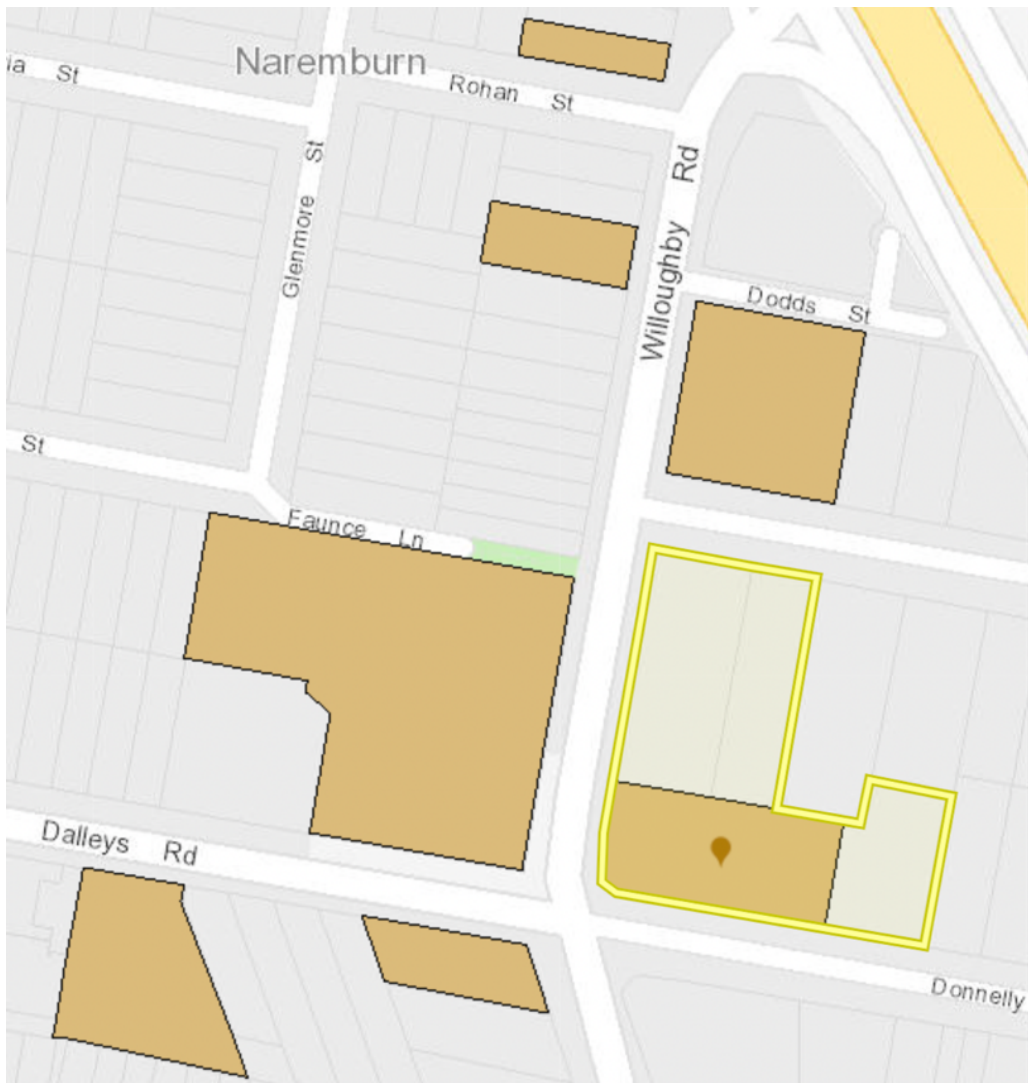 Naremburn
ia St
Rohan St
Glenmore St
Willoughby Rd
Dodds St
St
Faunce Ln
Dalleys Rd
Donnelly